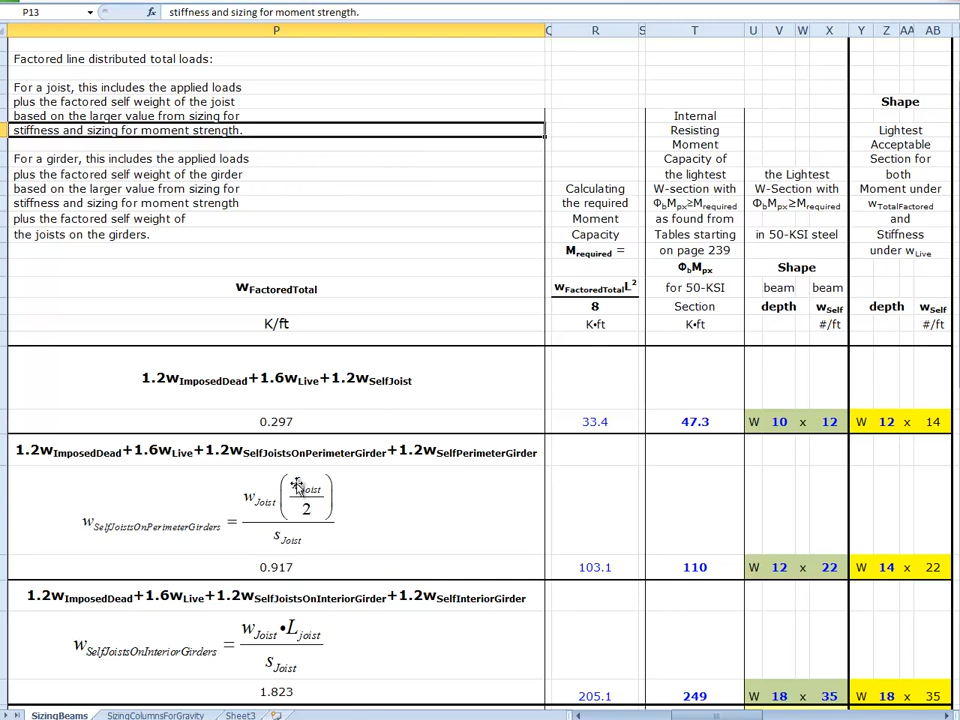 P13
fx
stiffness and sizing for moment strength.
P Q R S T U V W X Y Z AA AB
Factored line distributed total loads:
For a joist, this includes the applied loads
plus the factored self weight of the joist
based on the larger value from sizing for
stiffness and sizing for moment strength.
For a girder, this includes the applied loads
plus the factored self weight of the girder
based on the larger value from sizing for
stiffness and sizing for moment strength
plus the factored self weight of
the joists on the girders.
wFactoredTotal
K/ft
Calculating
the required
Moment
Capacity
Mrequired =
wFactoredTotalL2
8
K•ft
Internal
Resisting
Moment
Capacity of
the lightest
W-section with
ΦbMpx≥Mrequired
as found from
Tables starting
on page 239
ΦbMpx
for 50-KSI
Section
K•ft
the Lightest
W-Section with
ΦbMpx≥Mrequired
in 50-KSI steel
Shape
beam beam
depth wSelf
#/ft
Shape
Lightest
Acceptable
Section for
both
Moment under
wTotalFactored
and
Stiffness
under wLive
depth wSelf
#/ft
1.2wImposedDead+1.6wLive+1.2wSelfJoist
0.297 33.4 47.3 W 10 x 12 W 12 x 14
1.2wImposedDead+1.6wLive+1.2wSelfJoistsOnPerimeterGirder+1.2wSelfPerimeterGirder
wSelfJoistsOnPerimeterGirders = wJoist ( oist / 2 ) / sJoist
0.917 103.1 110 W 12 x 22 W 14 x 22
1.2wImposedDead+1.6wLive+1.2wSelfJoistsOnInteriorGirder+1.2wSelfInteriorGirder
wSelfJoistsOnInteriorGirders = wJoist•Ljoist / sJoist
1.823 205.1 249 W 18 x 35 W 18 x 35
SizingBeams SizingColumnsForGravity Sheet3